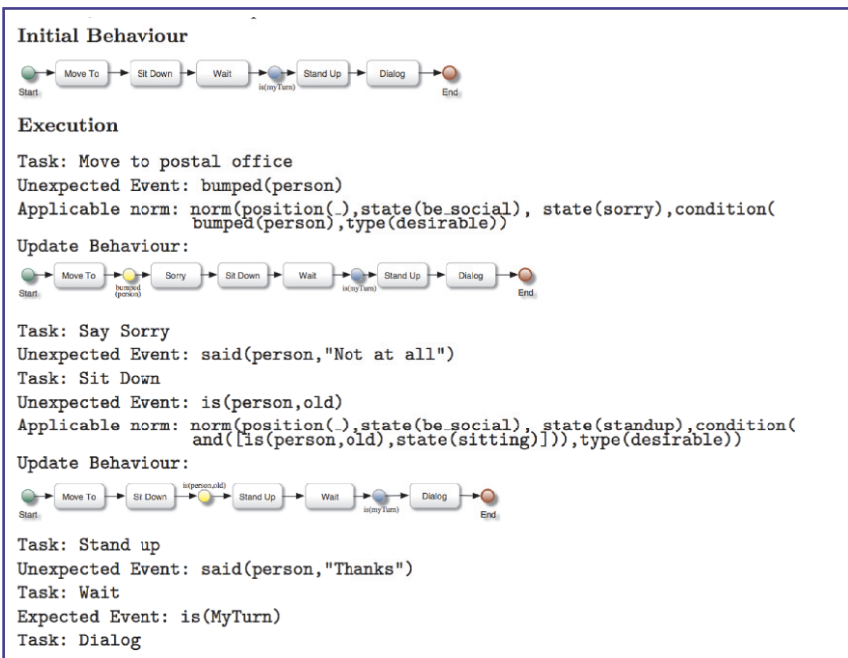 Initial Behaviour
Move To Sit Down Wait Stand Up Dialog
Start is(myTurn) End
Execution
Task: Move to postal office
Unexpected Event: bumped(person)
Applicable norm: norm(position(_),state(be_social), state(sorry),condition(
bumped(person),type(desirable))
Update Behaviour:
Move To Sorry Sit Down Wait Stand Up Dialog
Start bumped is(myTurn) End
(person)
Task: Say Sorry
Unexpected Event: said(person,"Not at all")
Task: Sit Down
Unexpected Event: is(person,old)
Applicable norm: norm(position(_),state(be_social), state(standup),condition(
and([is(person,old),state(sitting)])),type(desirable))
Update Behaviour:
is(person,old)
Move To Sit Down Stand Up Wait Dialog
Start is(myTurn) End
Task: Stand up
Unexpected Event: said(person,"Thanks")
Task: Wait
Expected Event: is(MyTurn)
Task: Dialog